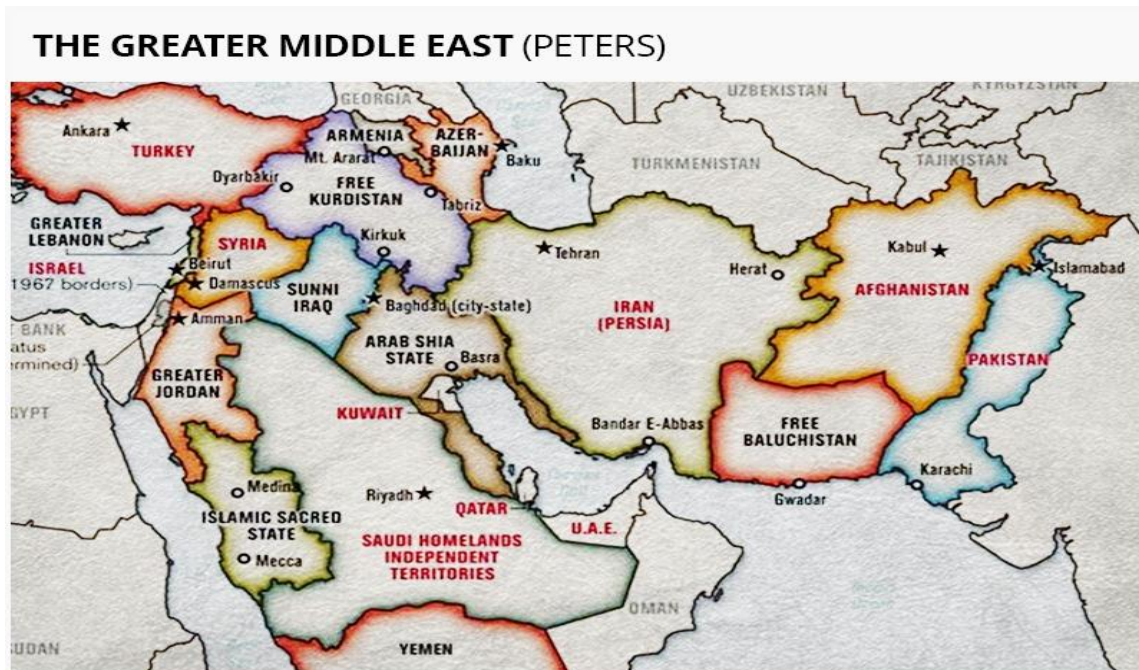 THE GREATER MIDDLE EAST (PETERS)
GEORGIA
UZBEKISTAN
KYRGYZSTAN
Ankara
TURKEY
ARMENIA
Mt. Ararat
AZER-
BAIJAN
Baku
TURKMENISTAN
TAJIKISTAN
Dyarbakir
FREE
KURDISTAN
Tabriz
GREATER
LEBANON
SYRIA
Kirkuk
Tehran
Herat
Kabul
Islamabad
ISRAEL
1967 borders)
Beirut
Damascus
SUNNI
IRAQ
Baghdad (city-state)
IRAN
(PERSIA)
AFGHANISTAN
BANK
atus
ermined)
Amman
ARAB SHIA
STATE
Basra
PAKISTAN
GREATER
JORDAN
KUWAIT
GYPT
Bandar E-Abbas
FREE
BALUCHISTAN
Karachi
Gwadar
Medina
Riyadh
QATAR
ISLAMIC SACRED
STATE
U.A.E.
Mecca
SAUDI HOMELANDS
INDEPENDENT
TERRITORIES
OMAN
YEMEN
UDAN